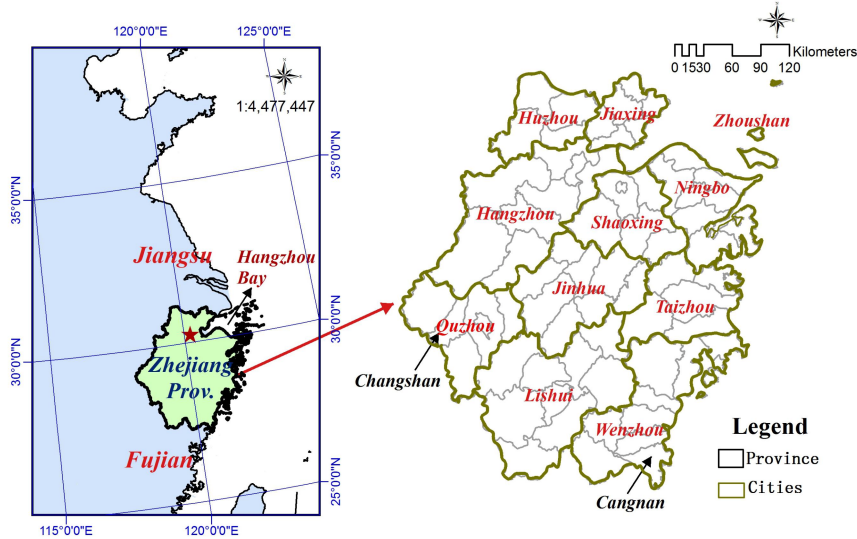 120°0'0"E
125°0'0"E
1:4,477,447
35°0'0"N
35°0'0"N
Jiangsu
Hangzhou
Bay
30°0'0"N
30°0'0"N
Zhejiang
Prov.
Fujian
25°0'0"N
115°0'0"E
120°0'0"E
Kilometers
0 15 30 60 90 120
Huzhou
Jiaxing
Zhoushan
Ningbo
Hangzhou
Shaoxing
Jinhua
Taizhou
Quzhou
Changshan
Lishui
Wenzhou
Cangnan
Legend
Province
Cities